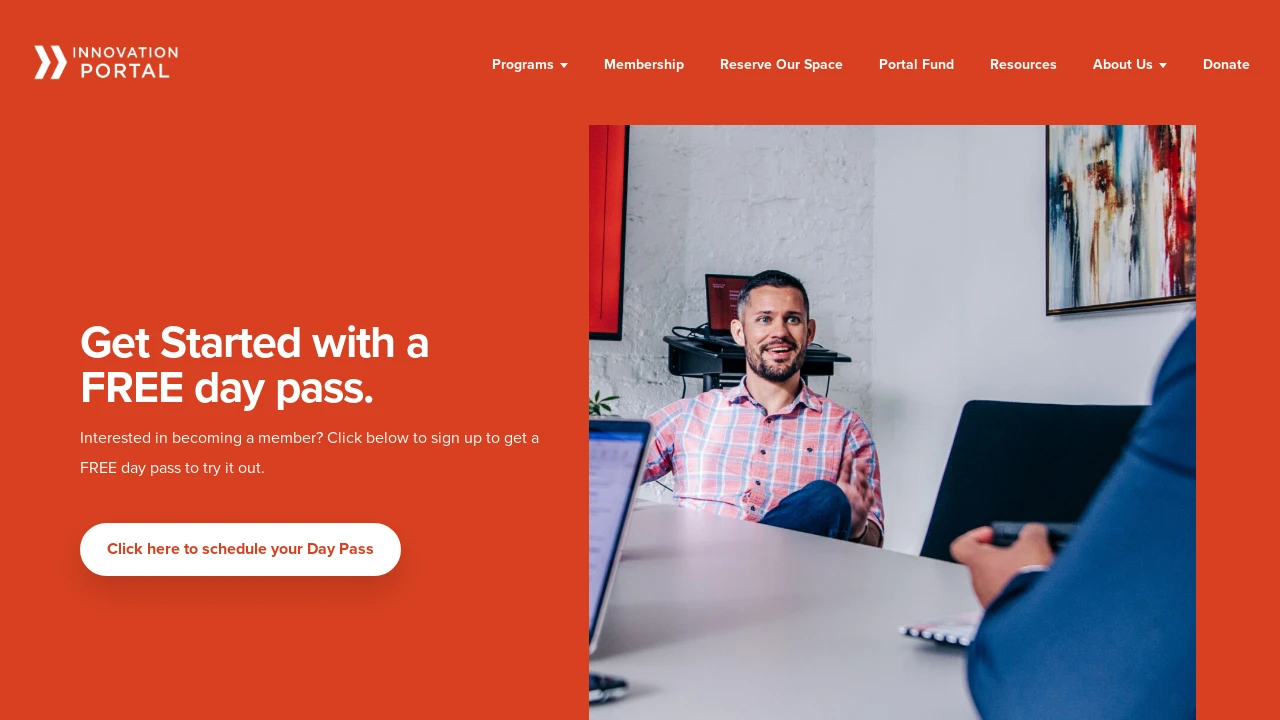 INNOVATION
PORTAL
Programs
Membership
Reserve Our Space
Portal Fund
Resources
About Us
Donate
Get Started with a
FREE day pass.
Interested in becoming a member? Click below to sign up to get a
FREE day pass to try it out.
Click here to schedule your Day Pass